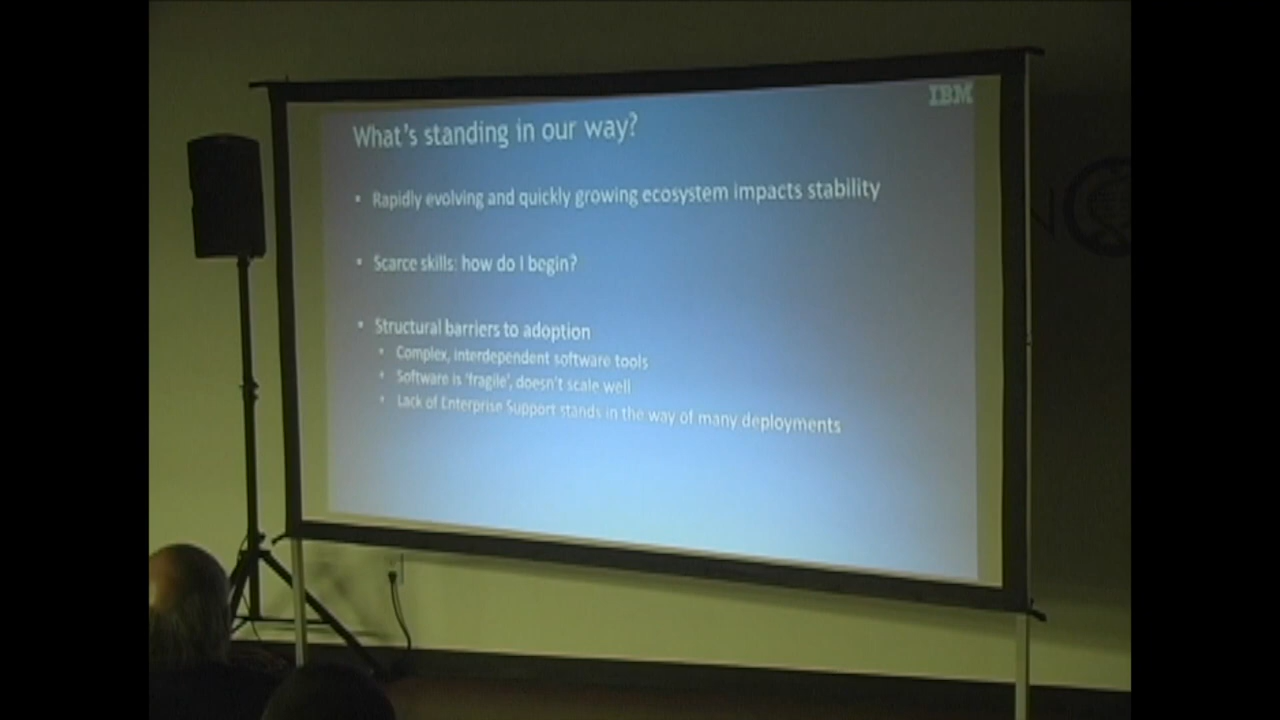 IBM
What's standing in our way?
• Rapidly evolving and quickly growing ecosystem impacts stability
• Scarce skills: how do I begin?
• Structural barriers to adoption
• Complex, interdependent software tools
• Software is 'fragile', doesn't scale well
• Lack of Enterprise Support stands in the way of many deployments